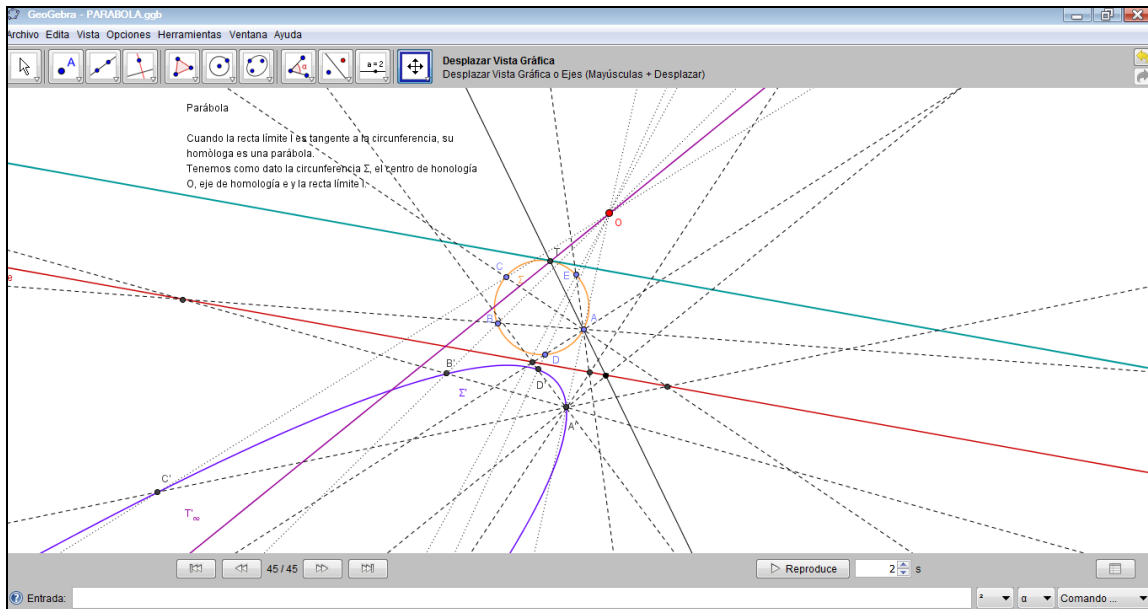 GeoGebra - PARABOLA.ggb
Archivo Edita Vista Opciones Herramientas Ventana Ayuda
A
α
a = 2
Desplazar Vista Gráfica
Desplazar Vista Gráfica o Ejes (Mayúsculas + Desplazar)
Parábola
Cuando la recta límite l es tangente a la circunferencia, su
homòloga es una parábola.
Tenemos como dato la circunferencia Σ, el centro de honología
O, eje de homología e y la recta límite l.
O
T
C
Σ
E
e
B
A
D
B'
D'
Σ'
A'
C'
T'∞
45 / 45
Reproduce
2
s
Entrada:
²
α
Comando ...